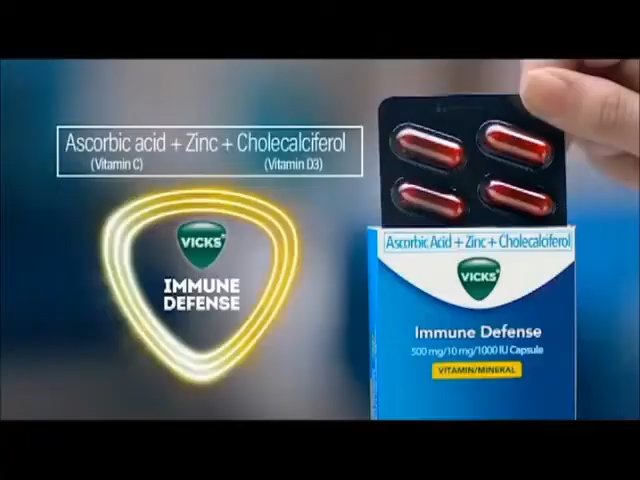 Ascorbic acid + Zinc + Cholecalciferol
(Vitamin C) (Vitamin D3)
VICKS
IMMUNE
DEFENSE
Ascorbic Acid + Zinc + Cholecalciferol
VICKS
Immune Defense
500 mg/10 mg/1000 IU Capsule
VITAMIN/MINERAL